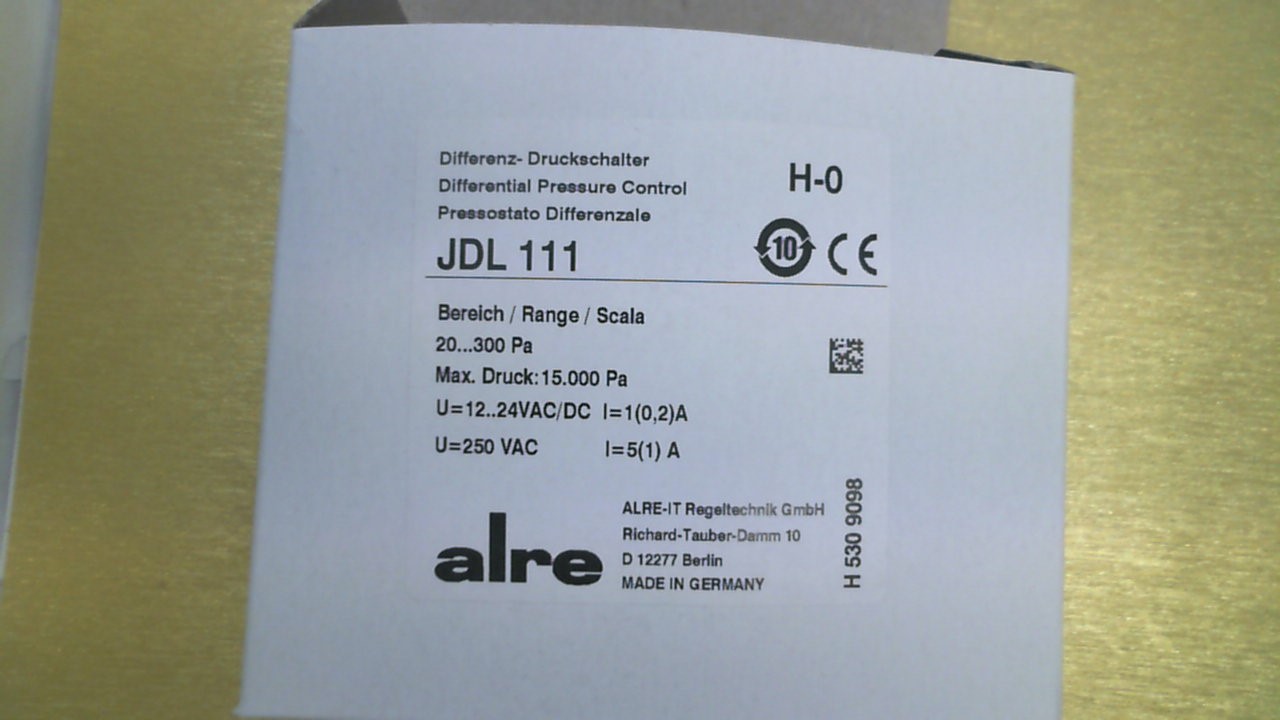 Differenz- Druckschalter
Differential Pressure Control
Pressostato Differenzale
H-0
JDL 111
10 CE
Bereich / Range / Scala
20...300 Pa
Max. Druck: 15.000 Pa
U=12..24VAC/DC I=1(0,2)A
U=250 VAC I=5(1) A
alre
ALRE-IT Regeltechnik GmbH
Richard-Tauber-Damm 10
D 12277 Berlin
MADE IN GERMANY
H 530 9098